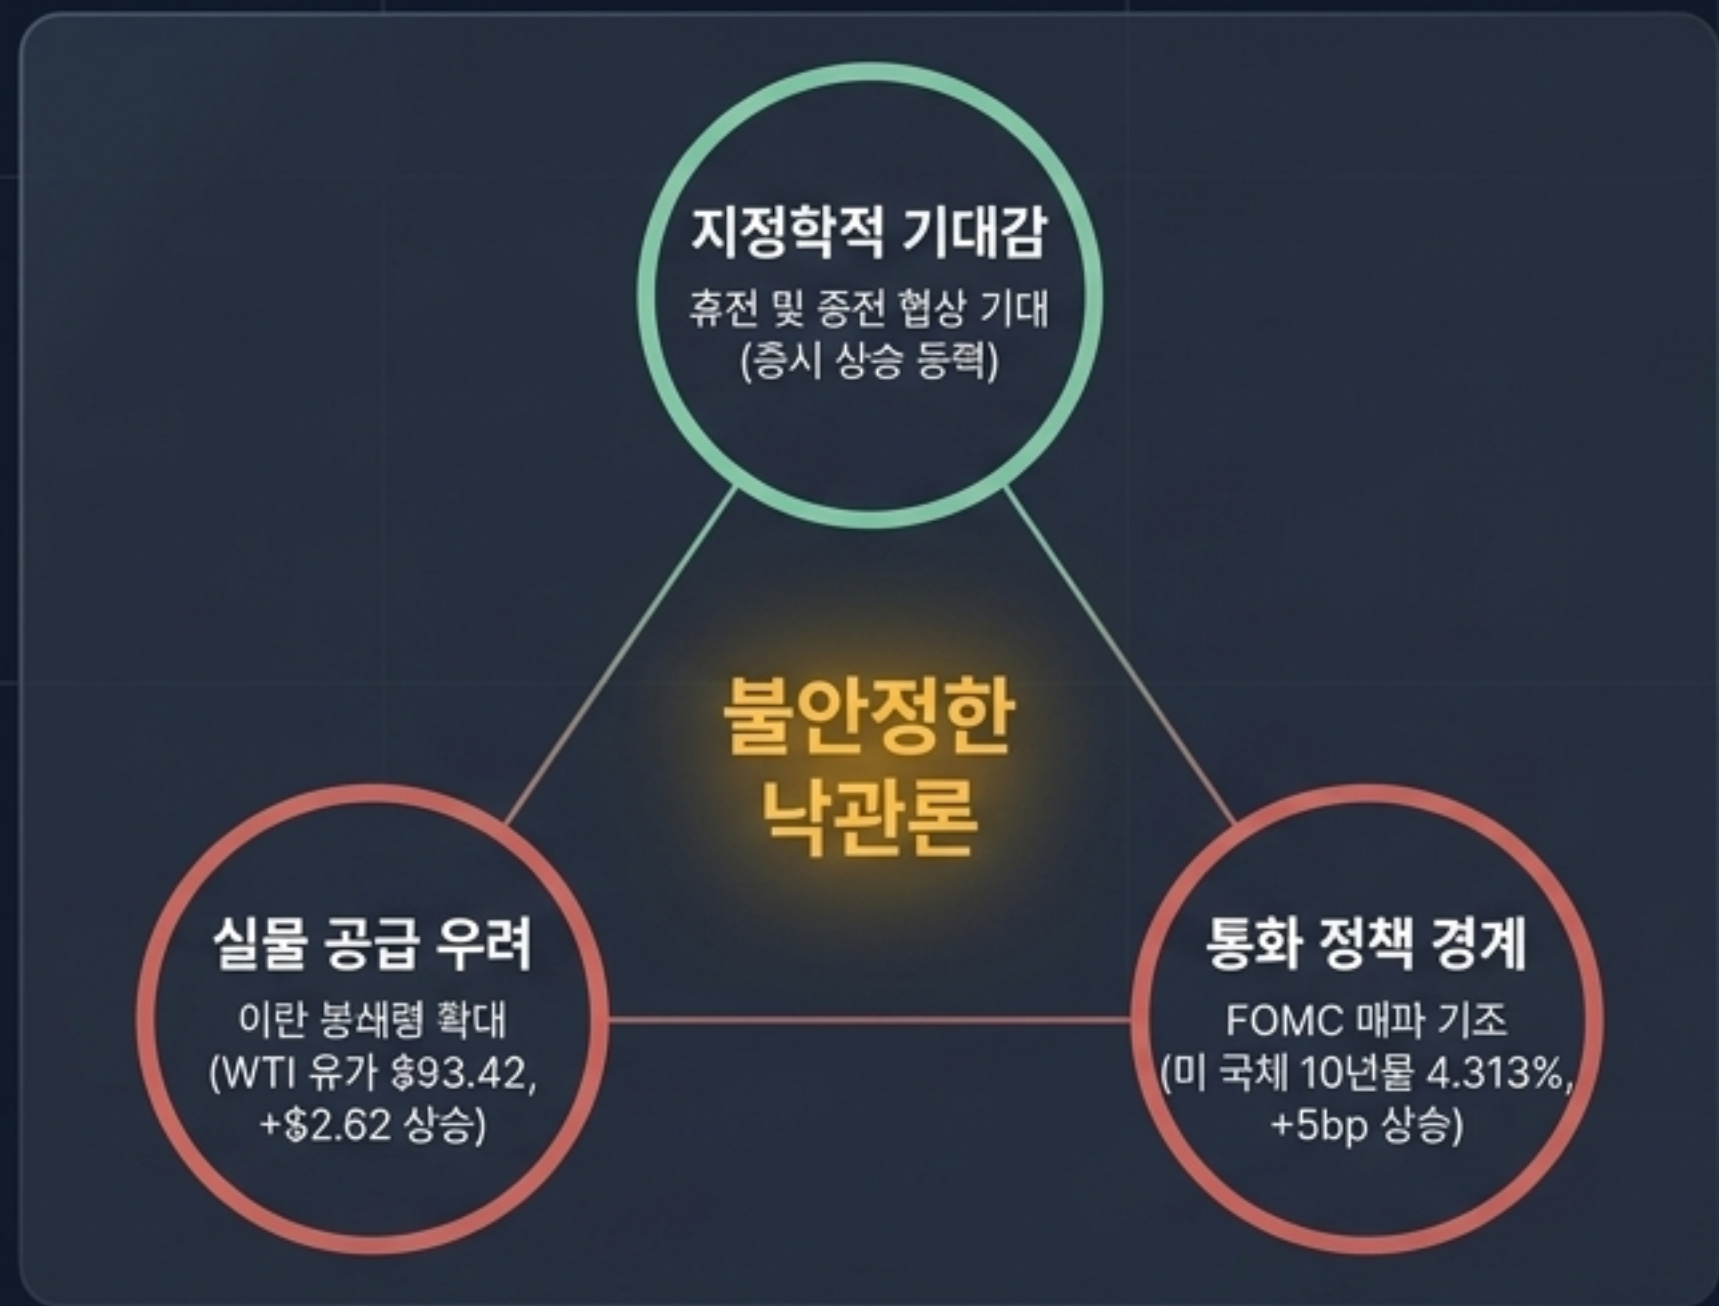 지정학적 기대감
휴전 및 종전 협상 기대
(증시 상승 동력)
불안정한
낙관론
실물 공급 우려
이란 봉쇄령 확대
(WTI 유가 $93.42,
+$2.62 상승)
통화 정책 경계
FOMC 매파 기조
(미 국체 10년물 4.313%,
+5bp 상승)